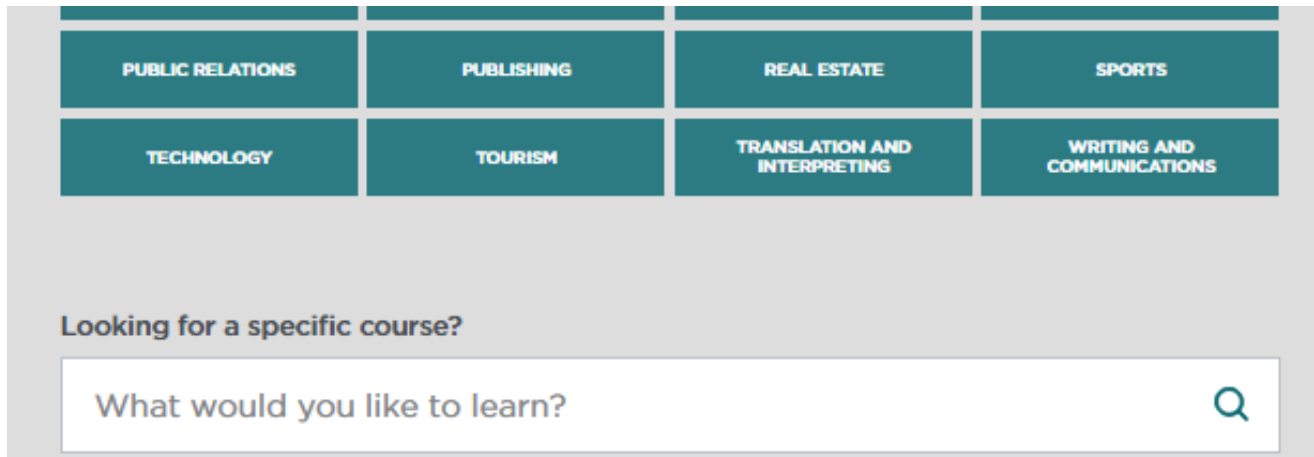 PUBLIC RELATIONS
PUBLISHING
REAL ESTATE
SPORTS
TECHNOLOGY
TOURISM
TRANSLATION AND
INTERPRETING
WRITING AND
COMMUNICATIONS
Looking for a specific course?
What would you like to learn?